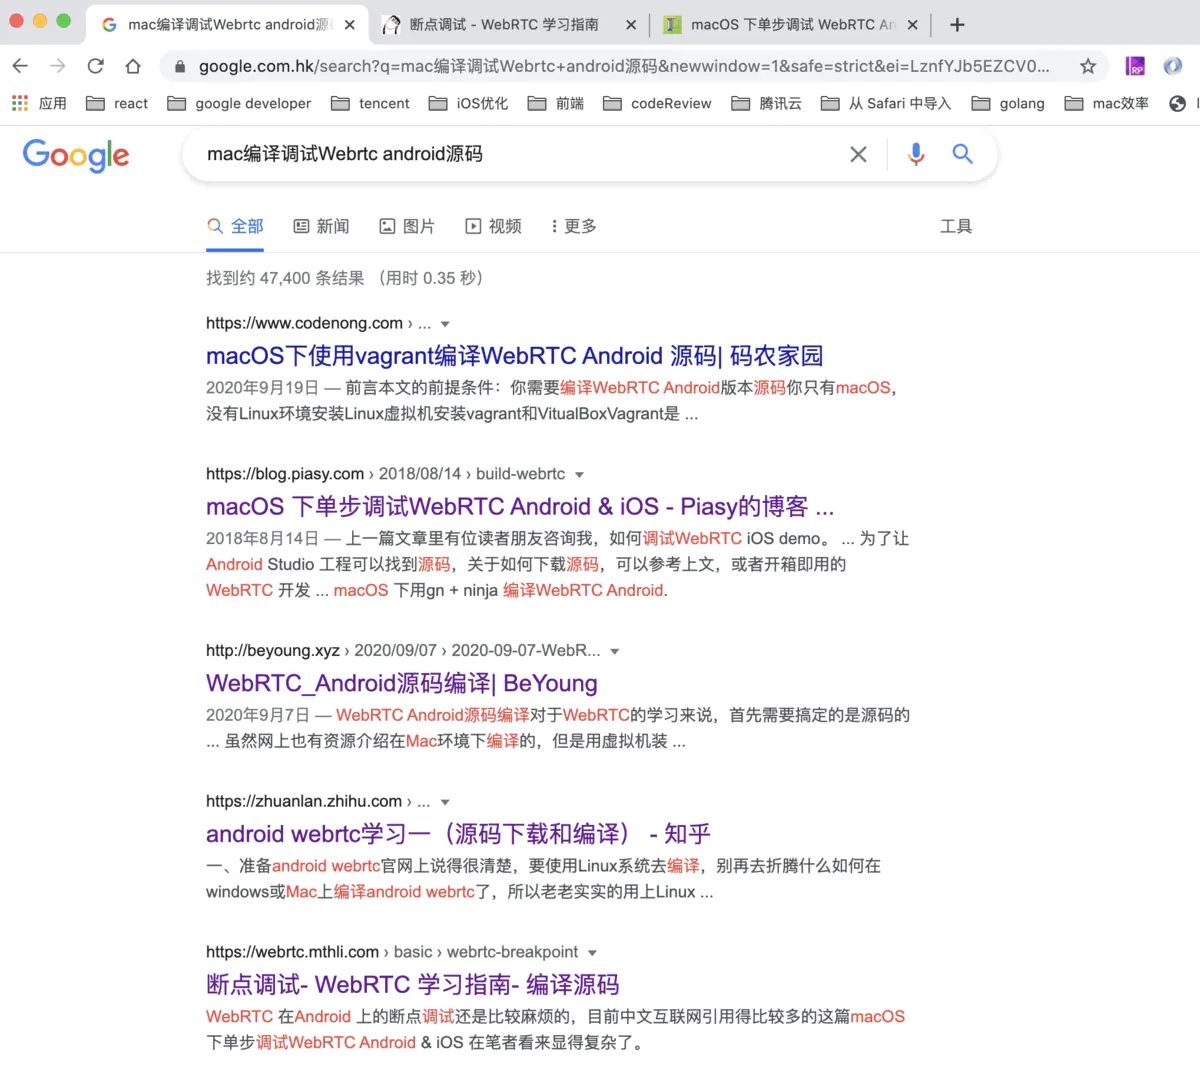 mac编译调试Webrtc android源
断点调试 - WebRTC 学习指南
macOS 下单步调试 WebRTC An
google.com.hk/search?q=mac编译调试Webrtc+android源码&newwindow=1&safe=strict&ei=LznfYJb5EZCV0...
RP
应用 react google developer tencent iOS优化 前端 codeReview 腾讯云 从 Safari 中导入 golang mac效率
Google
mac编译调试Webrtc android源码
全部 新闻 图片 视频 更多 工具
找到约 47,400 条结果 (用时 0.35 秒)
https://www.codenong.com › ...
macOS下使用vagrant编译WebRTC Android 源码| 码农家园
2020年9月19日 — 前言本文的前提条件：你需要编译WebRTC Android版本源码你只有macOS，
没有Linux环境安装Linux虚拟机安装vagrant和VitualBoxVagrant是 ...
https://blog.piasy.com › 2018/08/14 › build-webrtc
macOS 下单步调试WebRTC Android & iOS - Piasy的博客 ...
2018年8月14日 — 上一篇文章里有位读者朋友咨询我，如何调试WebRTC iOS demo。 ... 为了让
Android Studio 工程可以找到源码，关于如何下载源码，可以参考上文，或者开箱即用的
WebRTC 开发 ... macOS 下用gn + ninja 编译WebRTC Android.
http://beyoung.xyz › 2020/09/07 › 2020-09-07-WebR...
WebRTC_Android源码编译| BeYoung
2020年9月7日 — WebRTC Android源码编译对于WebRTC的学习来说，首先需要搞定的是源码的
... 虽然网上也有资源介绍在Mac环境下编译的，但是用虚拟机装 ...
https://zhuanlan.zhihu.com › ...
android webrtc学习一（源码下载和编译） - 知乎
一、准备android webrtc官网上说得很清楚，要使用Linux系统去编译，别再去折腾什么如何在
windows或Mac上编译android webrtc了，所以老老实实的用上Linux ...
https://webrtc.mthli.com › basic › webrtc-breakpoint
断点调试- WebRTC 学习指南- 编译源码
WebRTC 在Android 上的断点调试还是比较麻烦的，目前中文互联网引用得比较多的这篇macOS
下单步调试WebRTC Android & iOS 在笔者看来显得复杂了。